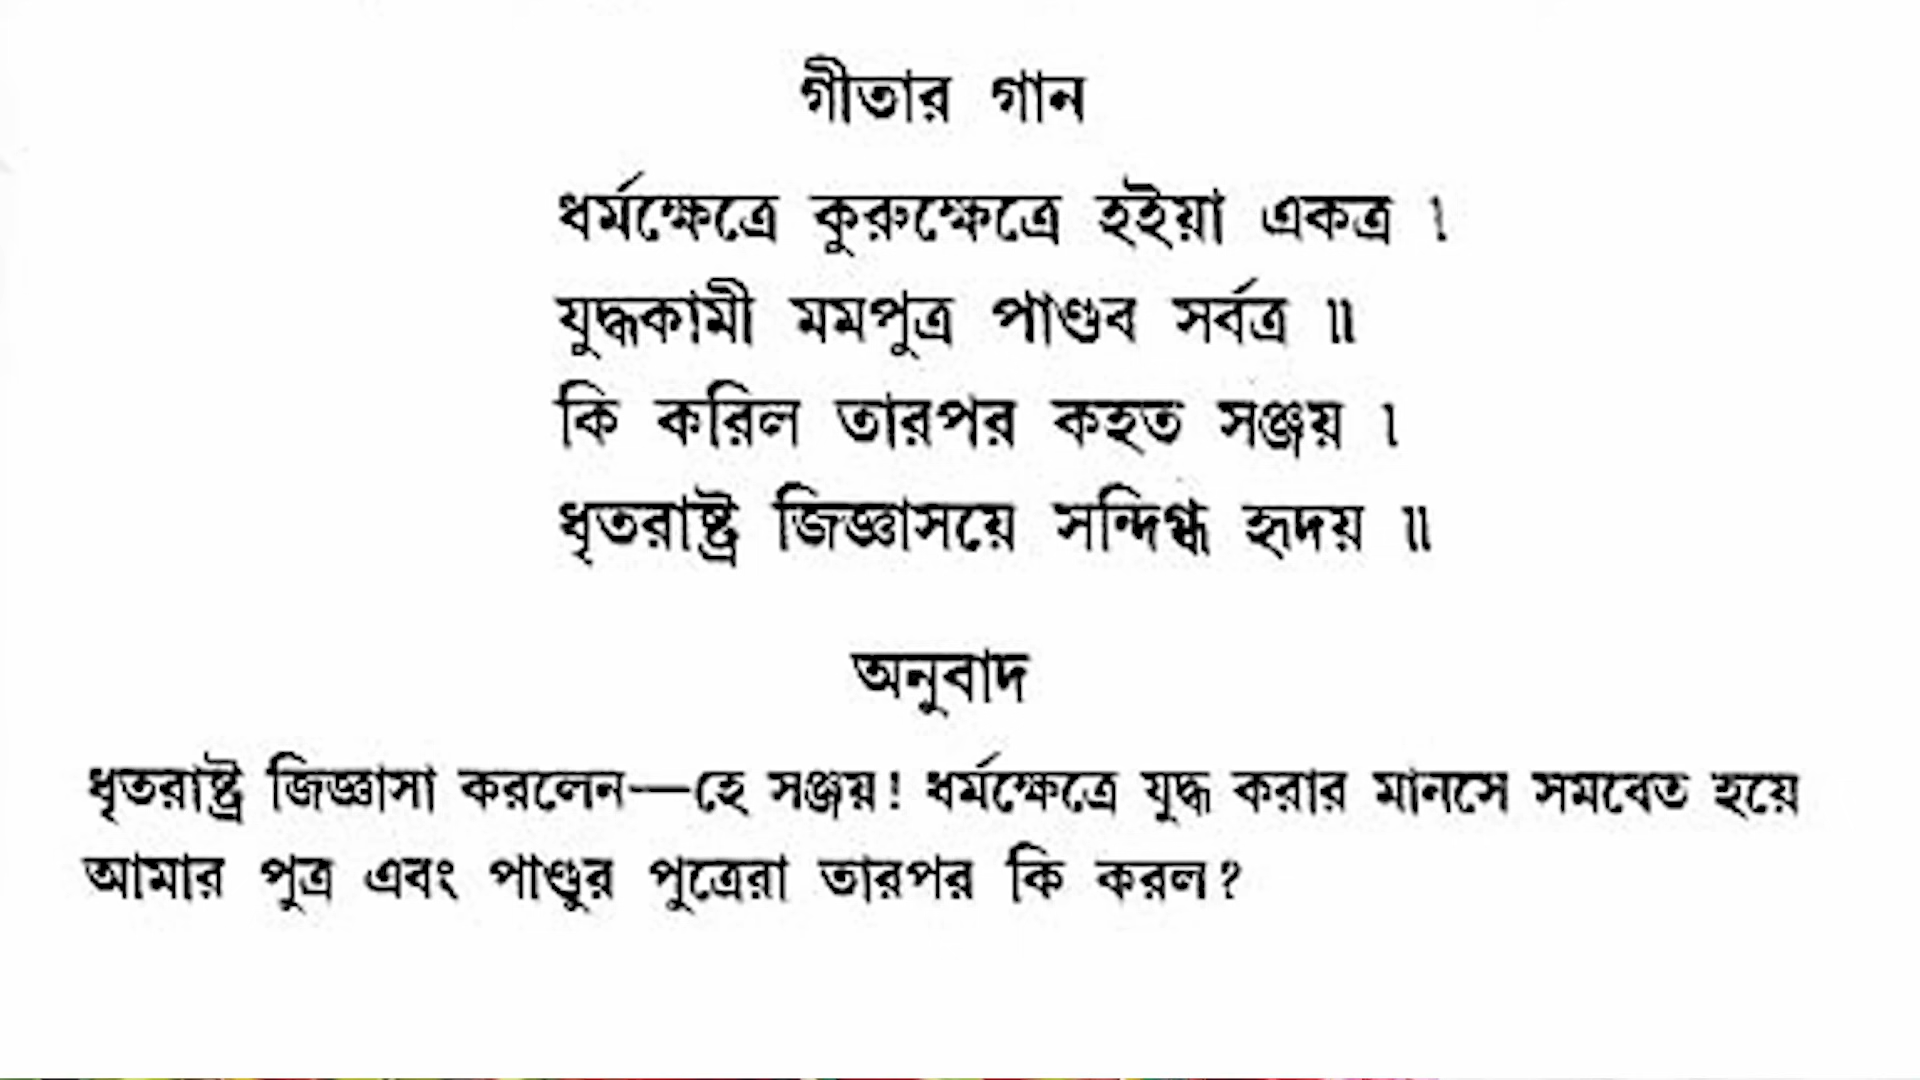 গীতার গান
ধর্মক্ষেত্রে কুরুক্ষেত্রে হইয়া একত্র ।
যুদ্ধকামী মমপুত্র পাণ্ডব সর্বত্র ॥
কি করিল তারপর কহত সঞ্জয় ।
ধৃতরাষ্ট্র জিজ্ঞাসয়ে সন্দিগ্ধ হৃদয় ॥
অনুবাদ
ধৃতরাষ্ট্র জিজ্ঞাসা করলেন—হে সঞ্জয়! ধর্মক্ষেত্রে যুদ্ধ করার মানসে সমবেত হয়ে
আমার পুত্র এবং পাণ্ডুর পুত্রেরা তারপর কি করল?